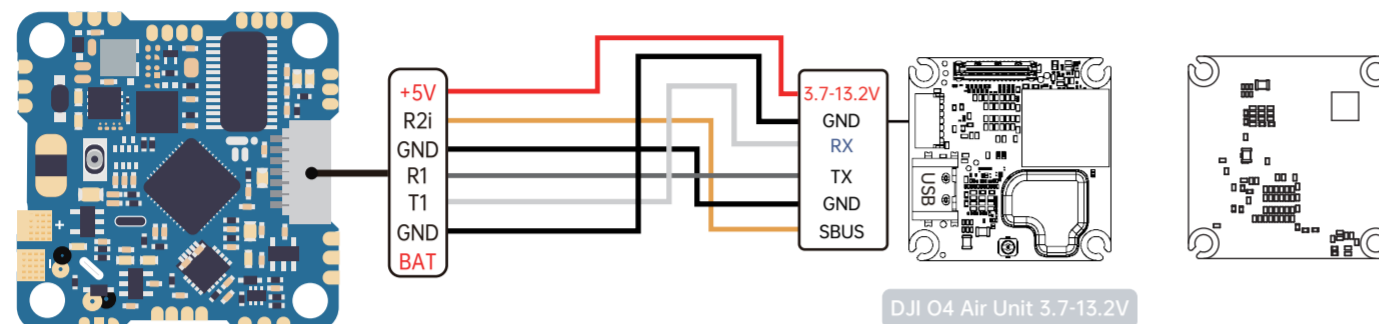 +5V
R2i
GND
R1
T1
GND
BAT
3.7-13.2V
GND
RX
TX
GND
SBUS
USB
+
DJI O4 Air Unit 3.7-13.2V